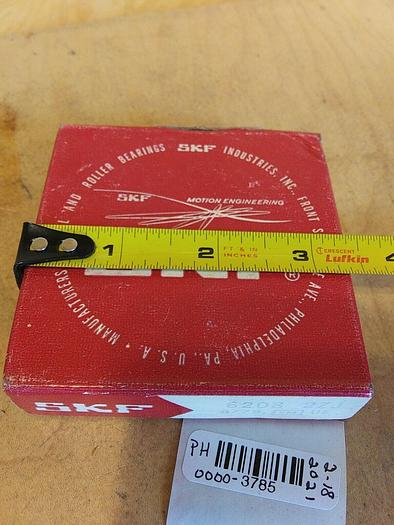 L AND ROLLER BEARINGS SKF INDUSTRIES, INC., FRONT S
AVE., PHILADELPHIA, PA., U.S.A. • MANUFACTURERS
SKF MOTION ENGINEERING
1 2 FT & IN INCHES 3 CRESCENT Lufkin 4
®
SKF
PH
0000-3785
2-18
2021